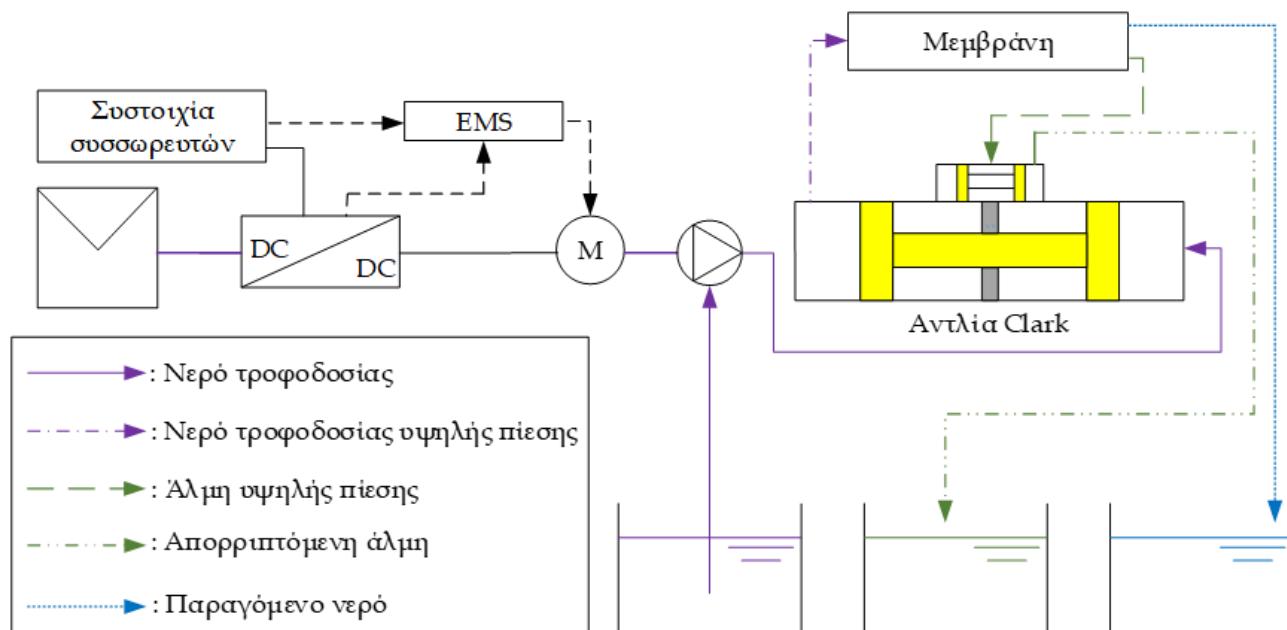 Μεμβράνη
Συστοιχία
συσσωρευτών
EMS
DC
DC
M
Αντλία Clark
: Νερό τροφοδοσίας
: Νερό τροφοδοσίας υψηλής πίεσης
: Άλμη υψηλής πίεσης
: Απορριπτόμενη άλμη
: Παραγόμενο νερό